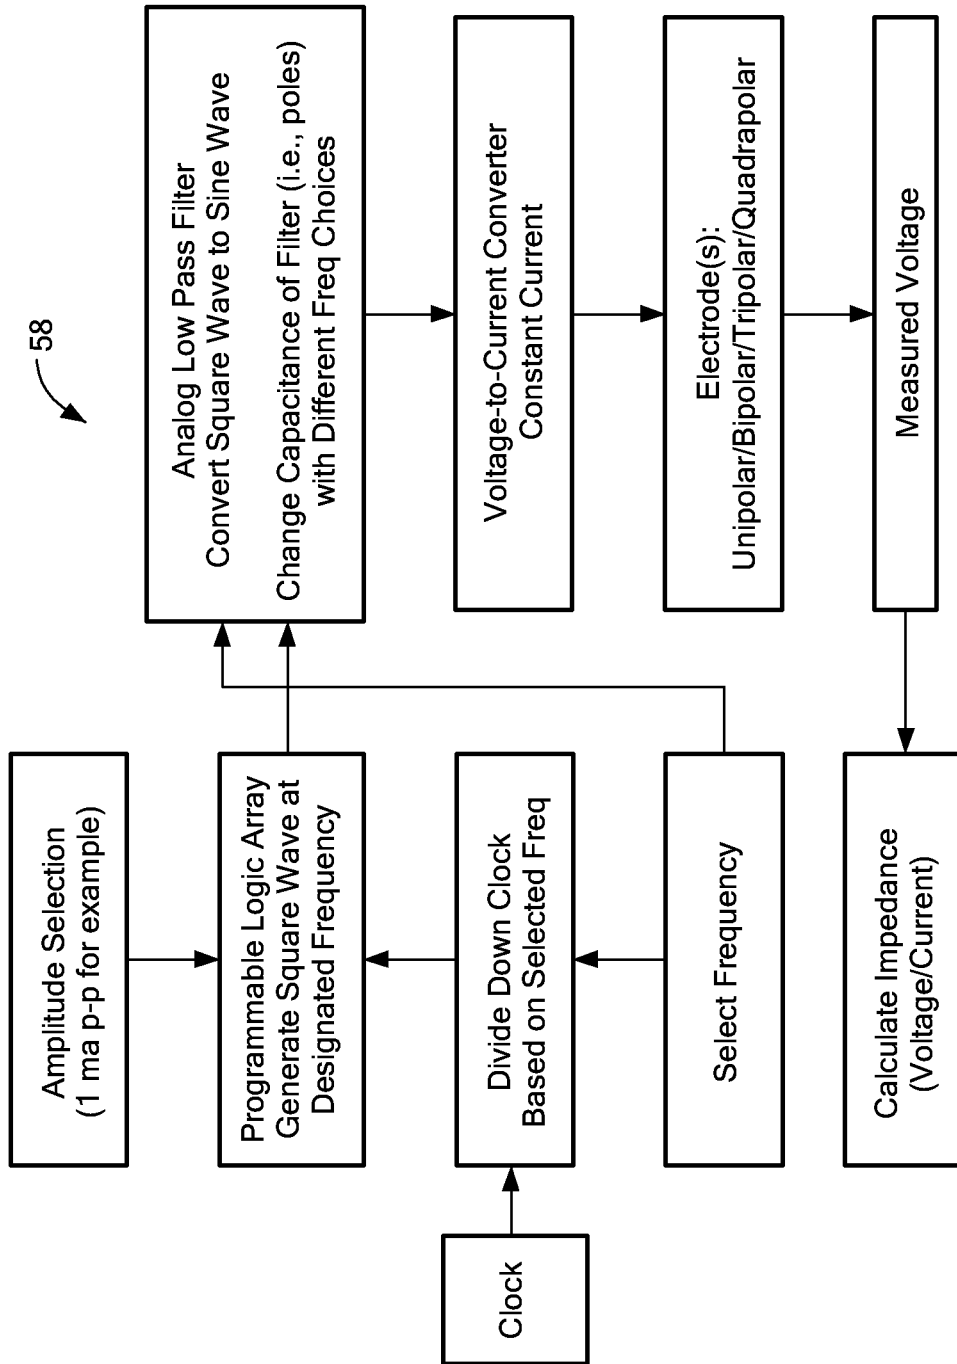 58
Amplitude Selection
(1 ma p-p for example)
Programmable Logic Array
Generate Square Wave at
Designated Frequency
Clock
Divide Down Clock
Based on Selected Freq
Select Frequency
Analog Low Pass Filter
Convert Square Wave to Sine Wave
Change Capacitance of Filter (i.e., poles)
with Different Freq Choices
Voltage-to-Current Converter
Constant Current
Electrode(s):
Unipolar/Bipolar/Tripolar/Quadrapolar
Measured Voltage
Calculate Impedance
(Voltage/Current)